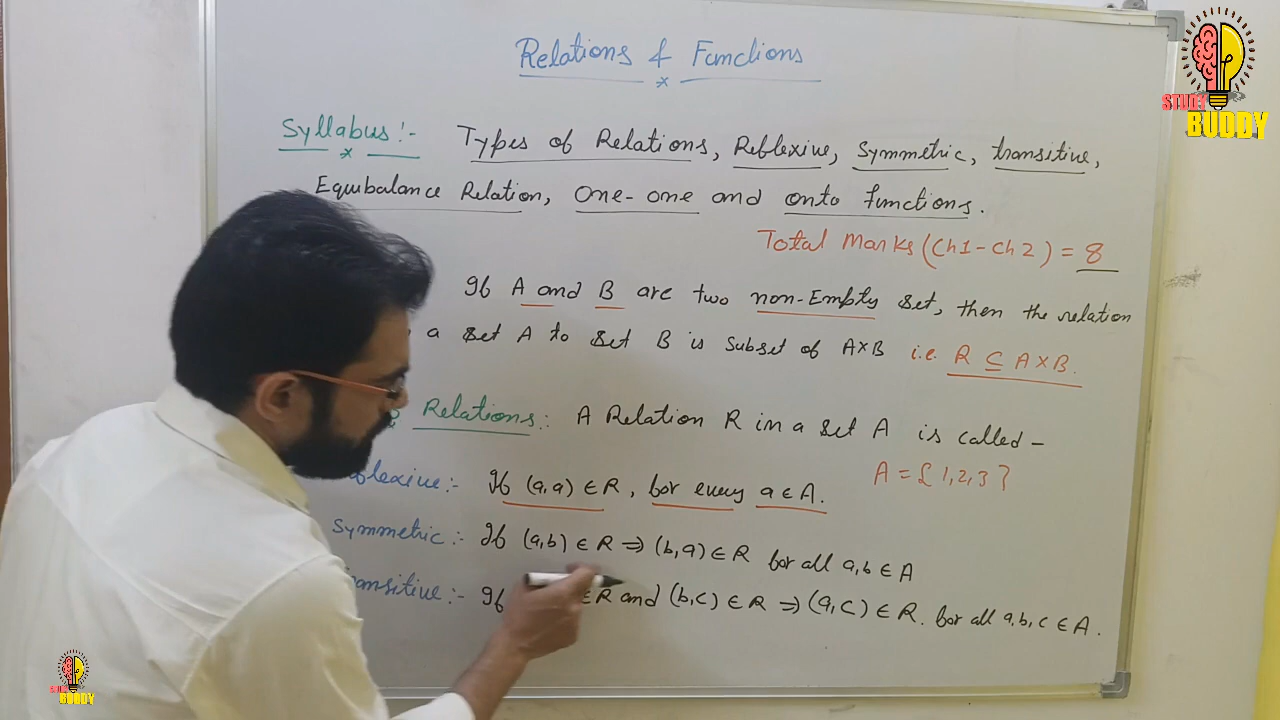 Relations & Functions
Syllabus :- Types of Relations, Reflexive, Symmetric, transitive,
Equibalance Relation, One-one and onto functions.
Total Marks (Ch1 - Ch2) = 8
If A and B are two non-Empty set, then the relation
a set A to set B is subset of A×B i.e. R ⊆ A×B.
Relations: A Relation R in a set A is called -
A = {1,2,3}
If (a,a) ∈ R, for every a ∈ A.
Symmetric :- If (a,b) ∈ R ⇒ (b,a) ∈ R for all a,b ∈ A
If ∈ R and (b,c) ∈ R ⇒ (a,c) ∈ R. for all a,b,c ∈ A.
STUDY
BUDDY
STUDY
BUDDY